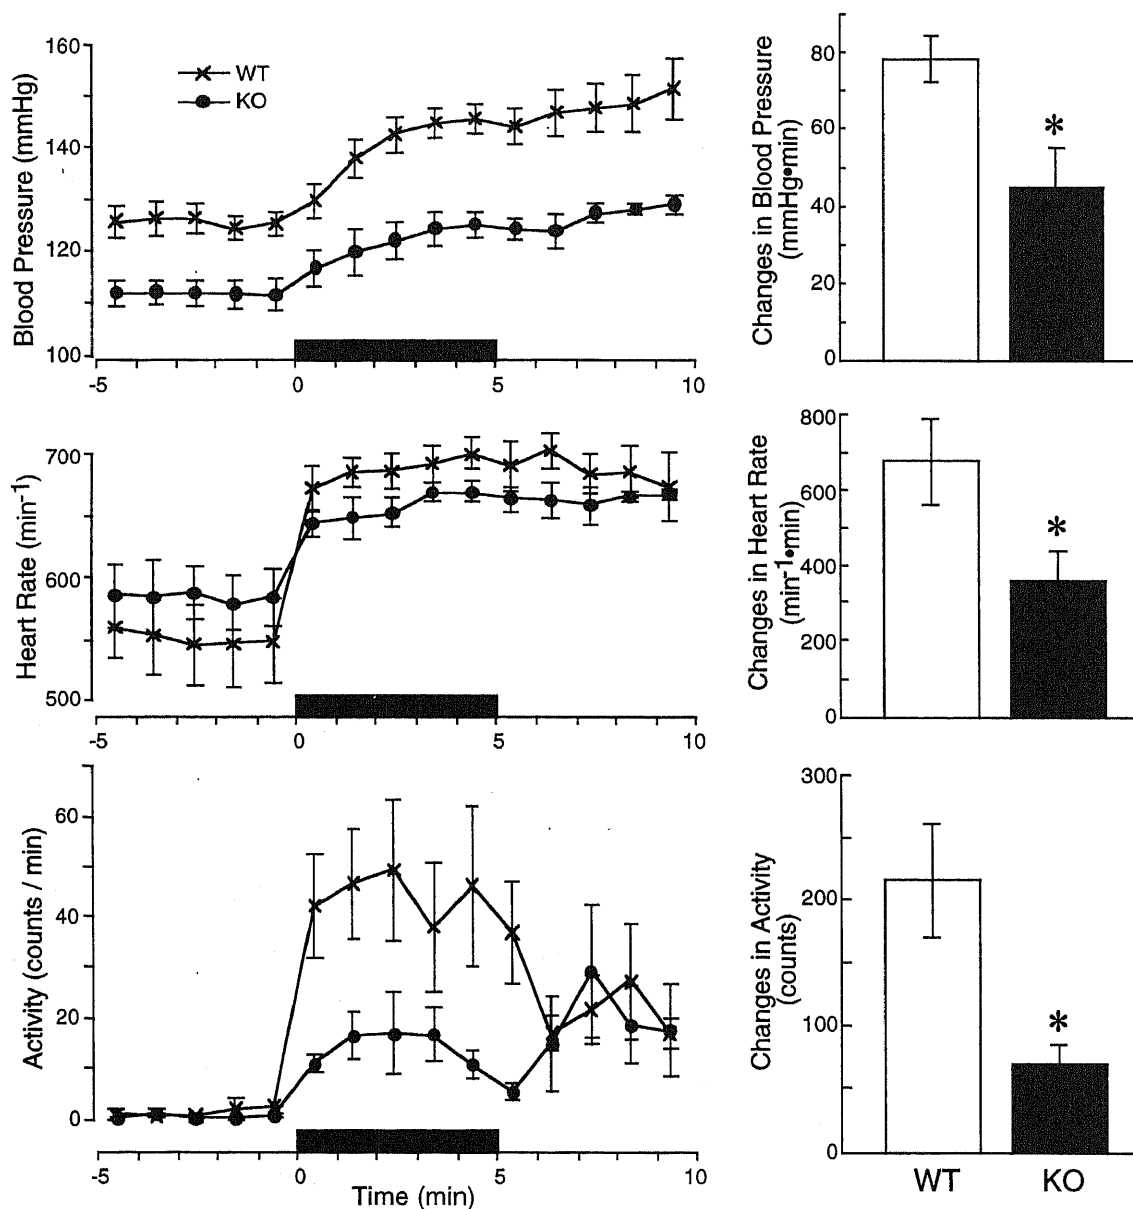 160
140
120
100
Blood Pressure (mmHg)
WT
KO
-5
0
5
10
80
60
40
20
0
Changes in Blood Pressure
(mmHg•min)
*
700
600
500
Heart Rate (min-1)
-5
0
5
10
800
600
400
200
0
Changes in Heart Rate
(min-1•min)
*
60
40
20
0
Activity (counts / min)
-5
0
5
10
Time (min)
300
200
100
0
Changes in Activity
(counts)
*
WT
KO